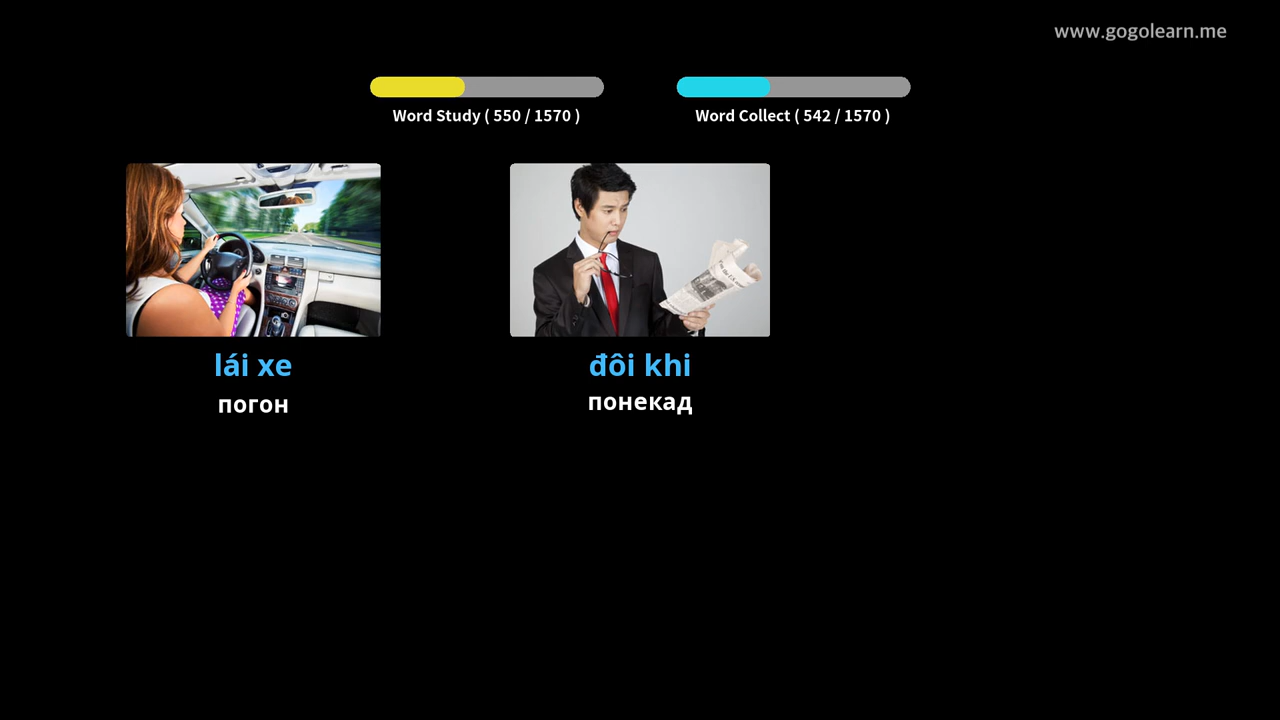 www.gogolearn.me
Word Study ( 550 / 1570 )
Word Collect ( 542 / 1570 )
lái xe
погон
đôi khi
понекад